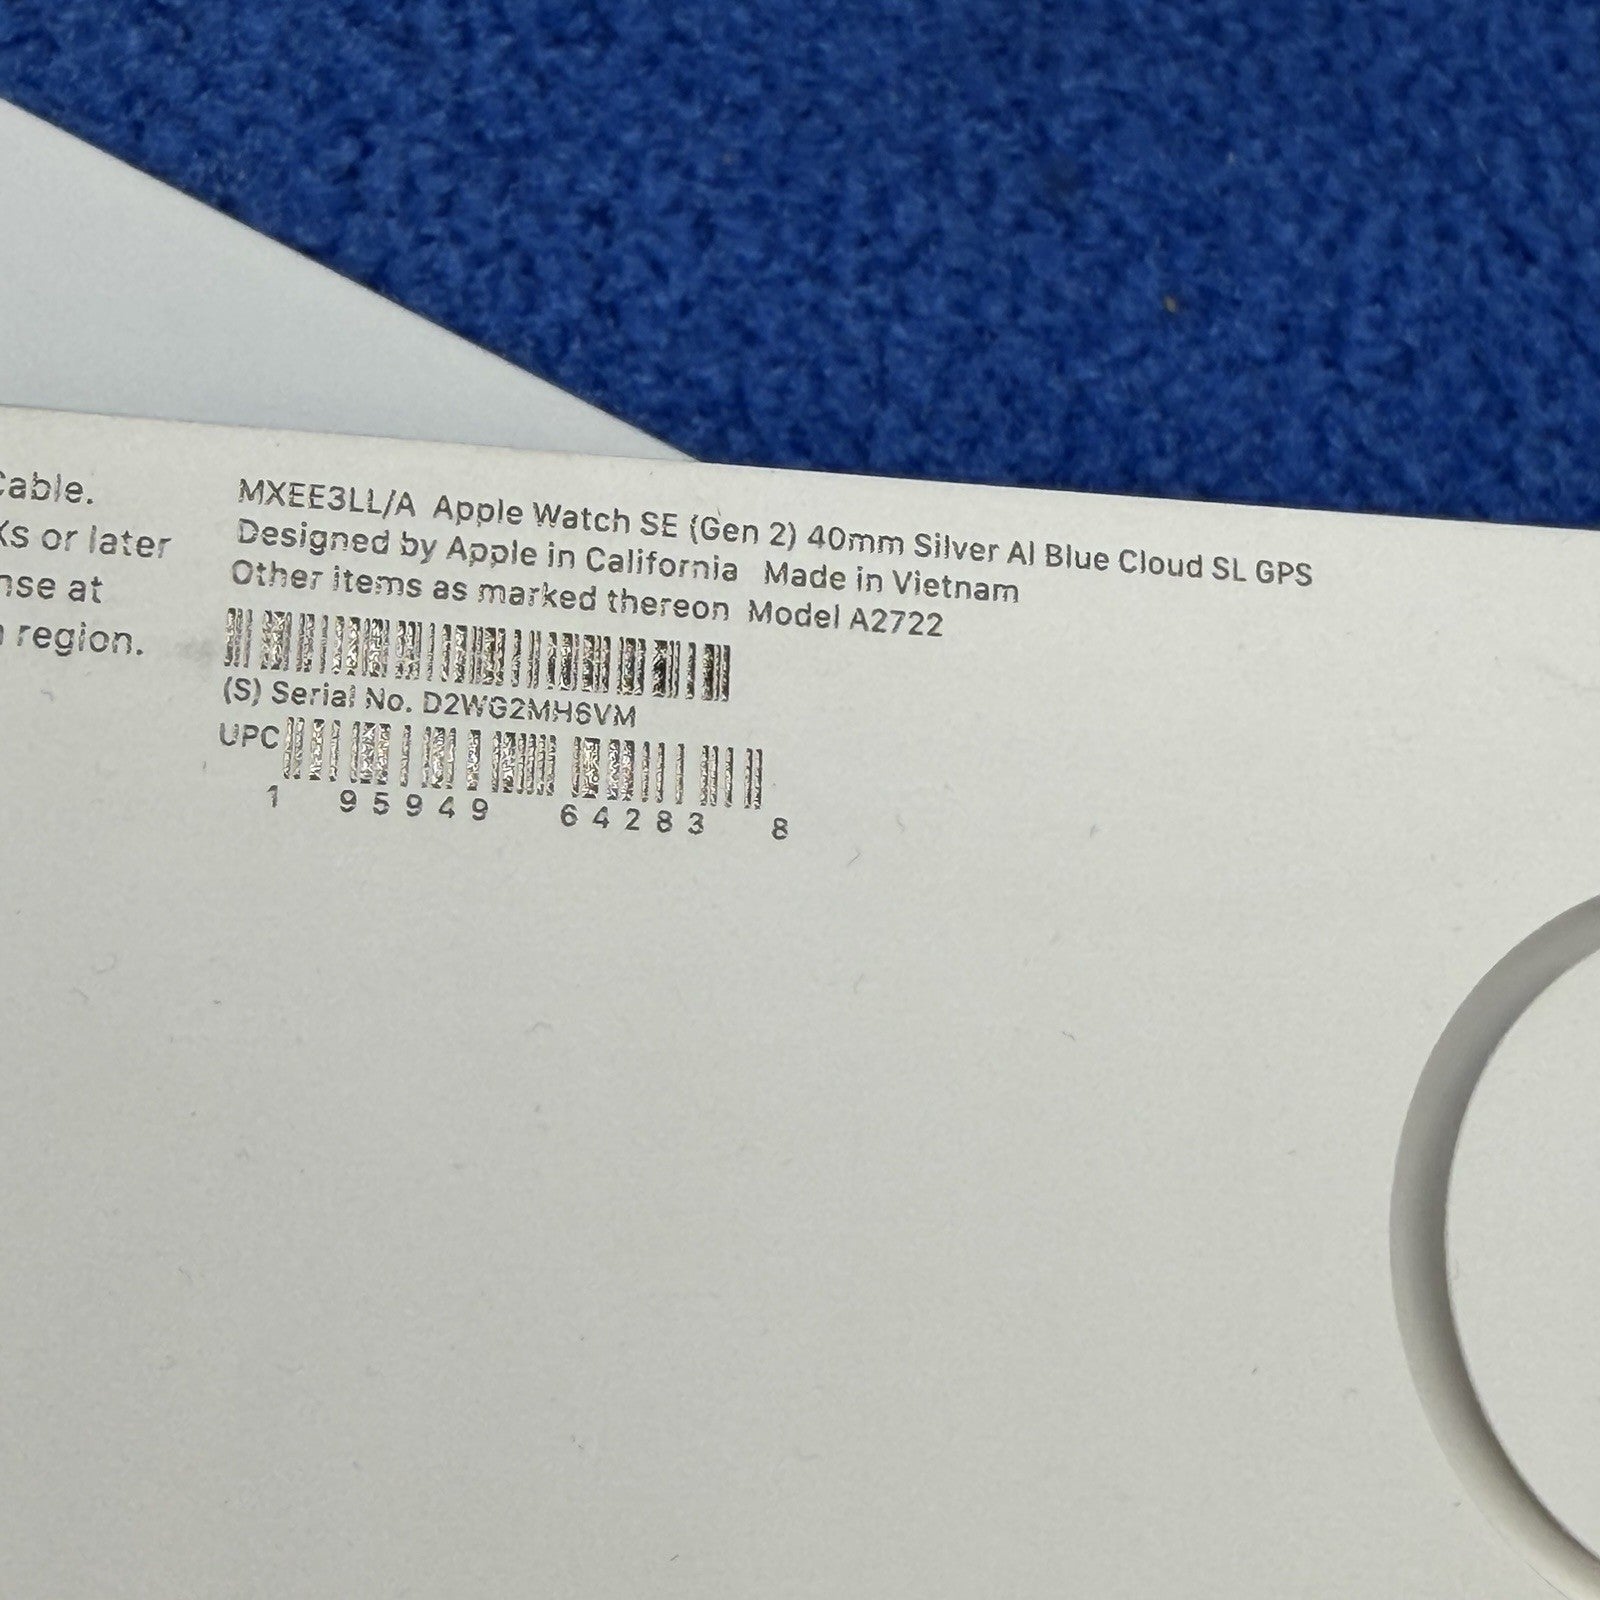 Cable.
Xs or later
nse at
region.
MXEE3LL/A Apple Watch SE (Gen 2) 40mm Silver Al Blue Cloud SL GPS
Designed by Apple in California Made in Vietnam
Other items as marked thereon Model A2722
(S) Serial No. D2WG2MH6VM
UPC
1 95949 64283 8